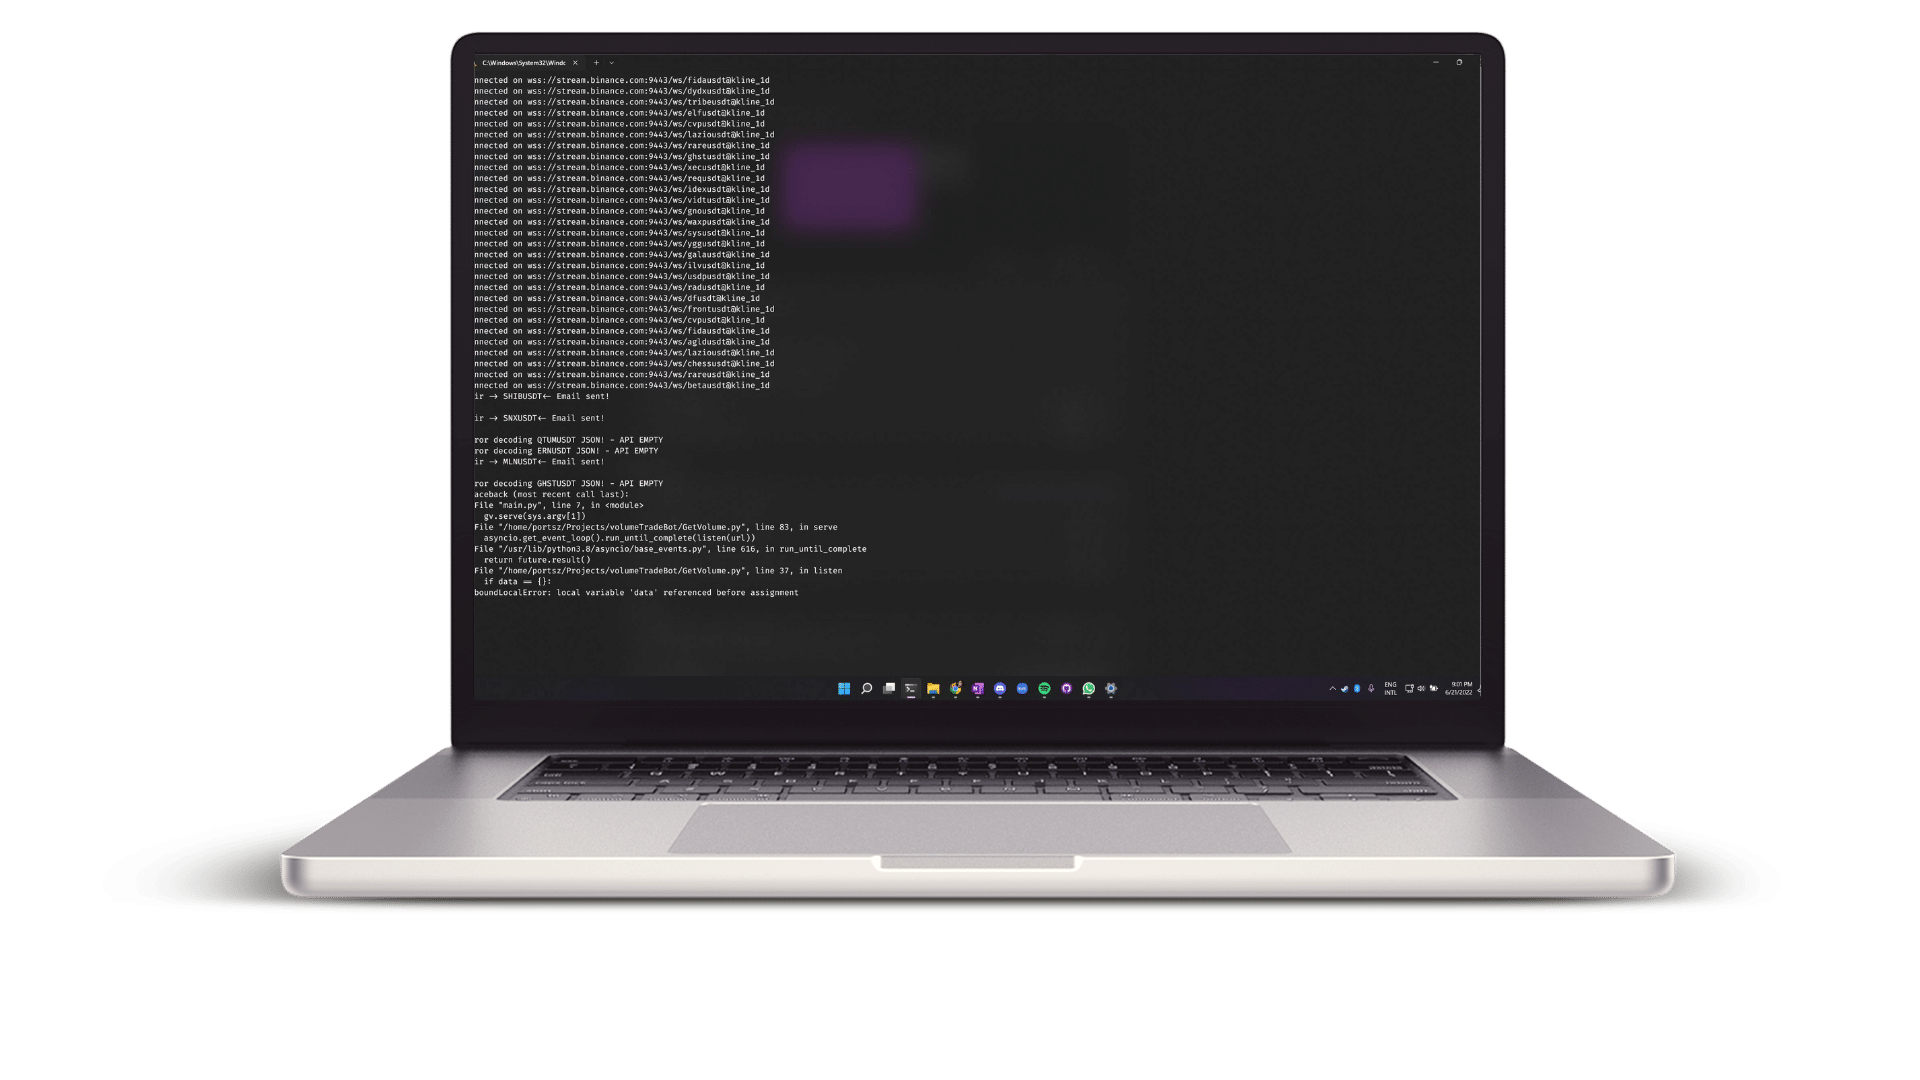 C:\Windows\System32\Windc
nnected on wss://stream.binance.com:9443/ws/fidausdt@kline_1d
nnected on wss://stream.binance.com:9443/ws/dydxusdt@kline_1d
nnected on wss://stream.binance.com:9443/ws/tribeusdt@kline_1d
nnected on wss://stream.binance.com:9443/ws/elfusdt@kline_1d
nnected on wss://stream.binance.com:9443/ws/cvpusdt@kline_1d
nnected on wss://stream.binance.com:9443/ws/laziousdt@kline_1d
nnected on wss://stream.binance.com:9443/ws/rareusdt@kline_1d
nnected on wss://stream.binance.com:9443/ws/ghstusdt@kline_1d
nnected on wss://stream.binance.com:9443/ws/xecusdt@kline_1d
nnected on wss://stream.binance.com:9443/ws/requsdt@kline_1d
nnected on wss://stream.binance.com:9443/ws/idexusdt@kline_1d
nnected on wss://stream.binance.com:9443/ws/vidtusdt@kline_1d
nnected on wss://stream.binance.com:9443/ws/gnousdt@kline_1d
nnected on wss://stream.binance.com:9443/ws/waxpusdt@kline_1d
nnected on wss://stream.binance.com:9443/ws/sysusdt@kline_1d
nnected on wss://stream.binance.com:9443/ws/yggusdt@kline_1d
nnected on wss://stream.binance.com:9443/ws/galausdt@kline_1d
nnected on wss://stream.binance.com:9443/ws/ilvusdt@kline_1d
nnected on wss://stream.binance.com:9443/ws/usdpusdt@kline_1d
nnected on wss://stream.binance.com:9443/ws/radusdt@kline_1d
nnected on wss://stream.binance.com:9443/ws/dfusdt@kline_1d
nnected on wss://stream.binance.com:9443/ws/frontusdt@kline_1d
nnected on wss://stream.binance.com:9443/ws/cvpusdt@kline_1d
nnected on wss://stream.binance.com:9443/ws/fidausdt@kline_1d
nnected on wss://stream.binance.com:9443/ws/agldusdt@kline_1d
nnected on wss://stream.binance.com:9443/ws/laziousdt@kline_1d
nnected on wss://stream.binance.com:9443/ws/chessusdt@kline_1d
nnected on wss://stream.binance.com:9443/ws/rareusdt@kline_1d
nnected on wss://stream.binance.com:9443/ws/betausdt@kline_1d
ir → SHIBUSDT← Email sent!
ir → SNXUSDT← Email sent!
ror decoding QTUMUSDT JSON! - API EMPTY
ror decoding ERNUSDT JSON! - API EMPTY
ir → MLNUSDT← Email sent!
ror decoding GHSTUSDT JSON! - API EMPTY
aceback (most recent call last):
File "main.py", line 7, in <module>
gv.serve(sys.argv[1])
File "/home/portsz/Projects/volumeTradeBot/GetVolume.py", line 83, in serve
asyncio.get_event_loop().run_until_complete(listen(url))
File "/usr/lib/python3.8/asyncio/base_events.py", line 616, in run_until_complete
return future.result()
File "/home/portsz/Projects/volumeTradeBot/GetVolume.py", line 37, in listen
if data == {}:
boundLocalError: local variable 'data' referenced before assignment
ENG
INTL
9:01 PM
6/21/2022